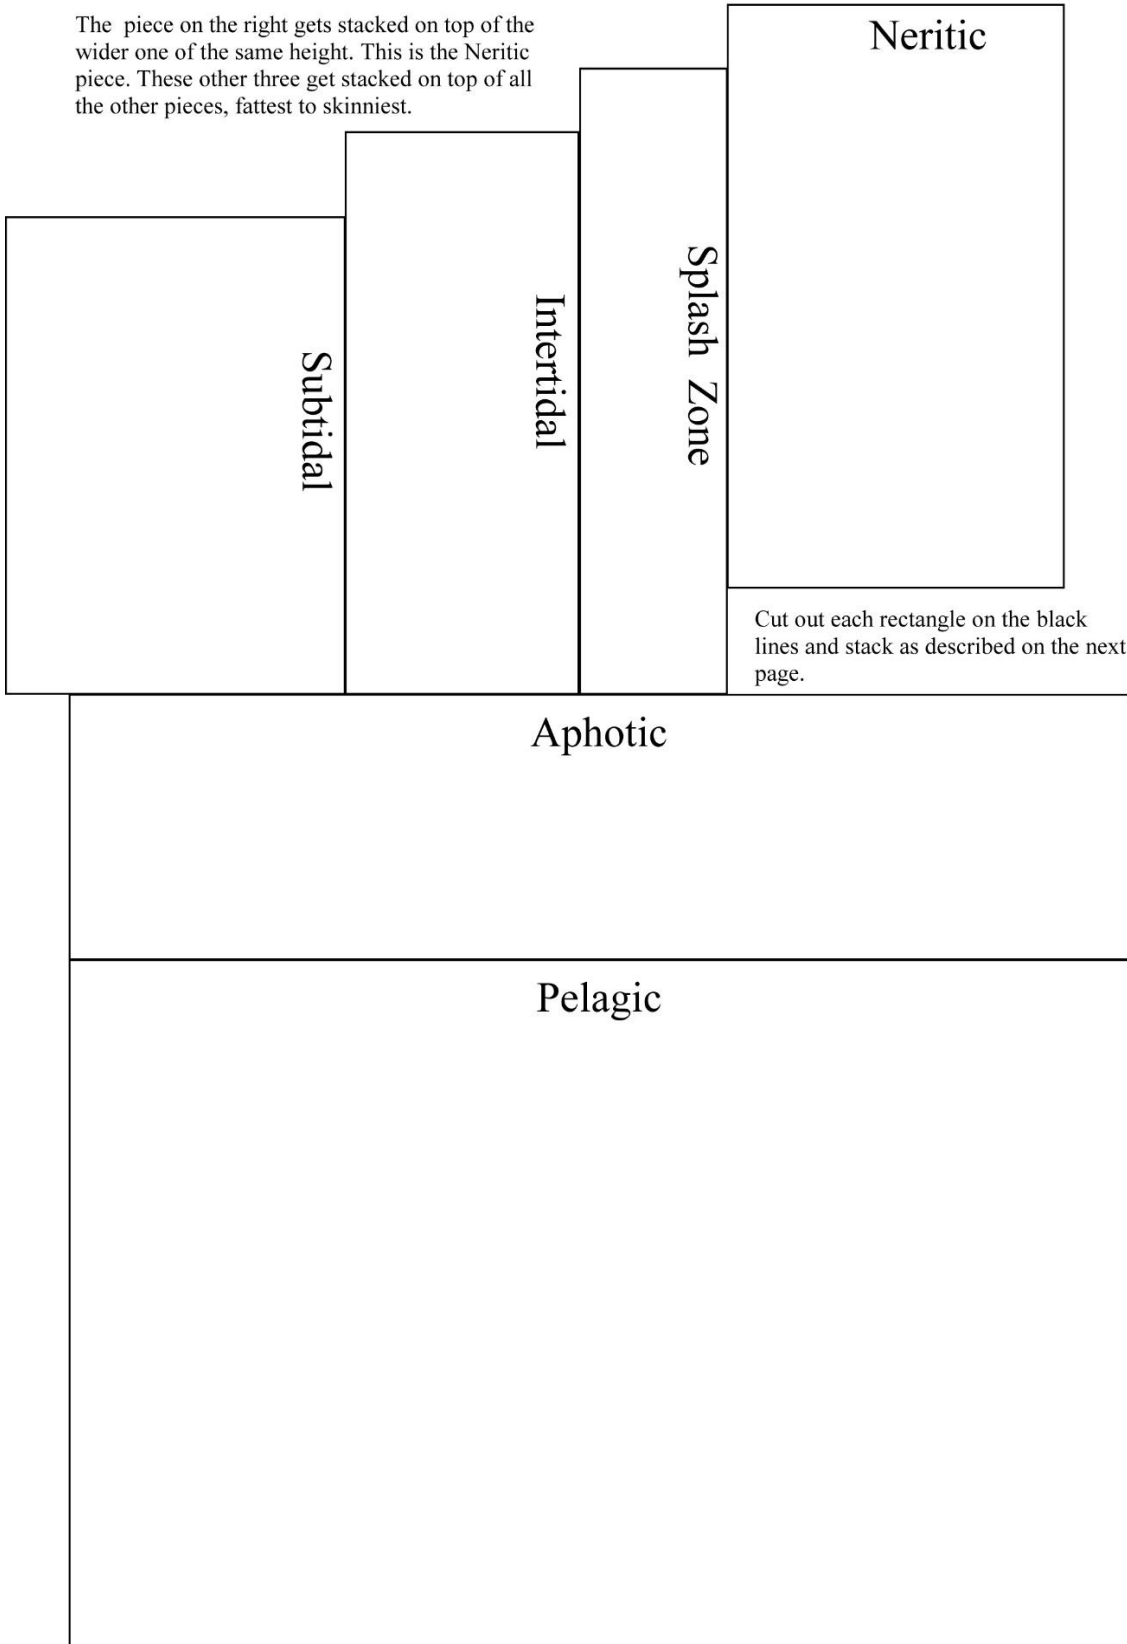 The  piece on the right gets stacked on top of the
wider one of the same height. This is the Neritic
piece. These other three get stacked on top of all
the other pieces, fattest to skinniest.
Neritic
Splash Zone
Intertidal
Subtidal
Cut out each rectangle on the black
lines and stack as described on the next
page.
Aphotic
Pelagic